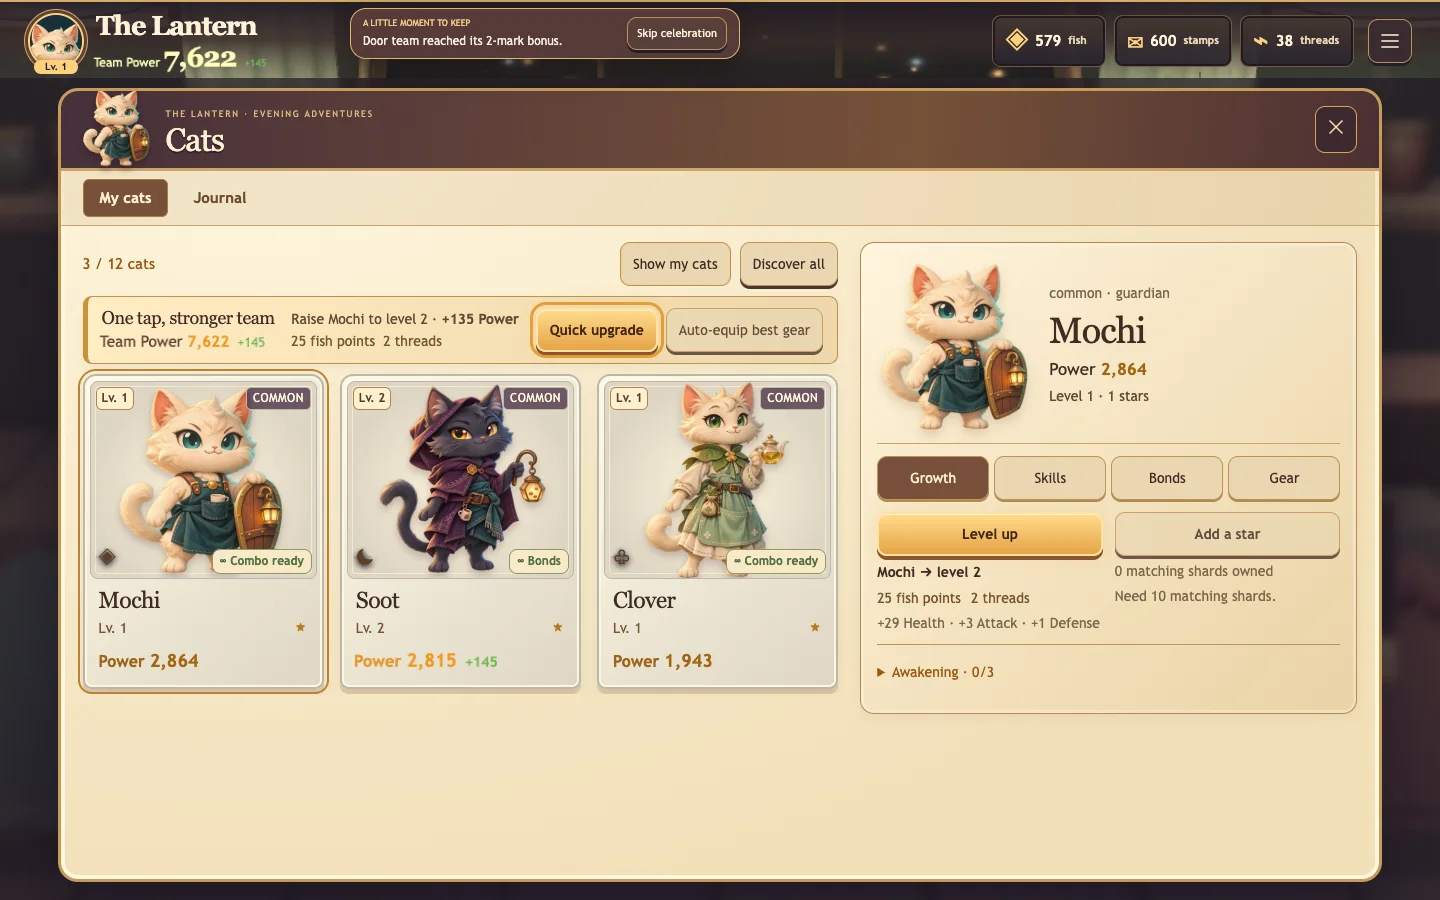 The Lantern
Lv. 1
Team Power 7,622 +145
A LITTLE MOMENT TO KEEP
Door team reached its 2-mark bonus.
Skip celebration
579 fish
600 stamps
38 threads
THE LANTERN · EVENING ADVENTURES
Cats
My cats
Journal
3 / 12 cats
Show my cats
Discover all
One tap, stronger team
Team Power 7,622 +145
Raise Mochi to level 2 · +135 Power
25 fish points 2 threads
Quick upgrade
Auto-equip best gear
Lv. 1
COMMON
∞ Combo ready
Mochi
Lv. 1
★
Power 2,864
Lv. 2
COMMON
∞ Bonds
Soot
Lv. 2
★
Power 2,815 +145
Lv. 1
COMMON
∞ Combo ready
Clover
Lv. 1
★
Power 1,943
common · guardian
Mochi
Power 2,864
Level 1 · 1 stars
Growth
Skills
Bonds
Gear
Level up
Add a star
Mochi → level 2
25 fish points 2 threads
+29 Health · +3 Attack · +1 Defense
0 matching shards owned
Need 10 matching shards.
▶ Awakening · 0/3